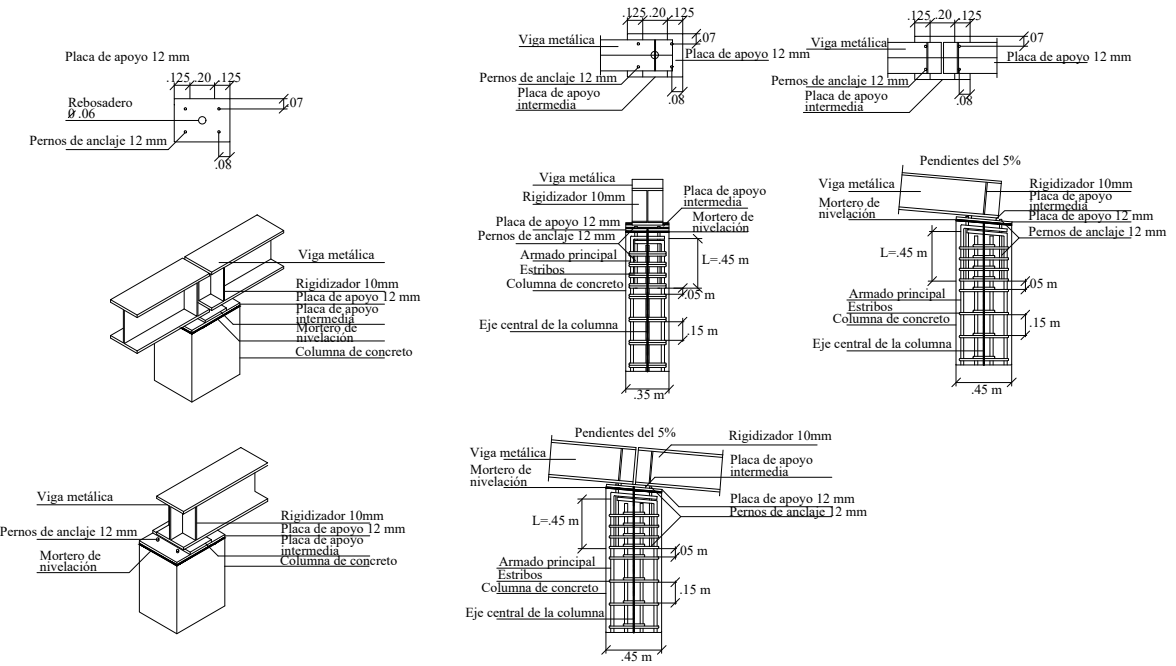 Placa de apoyo 12 mm
.125 .20 .125
Rebosadero
Ø .06
.07
Pernos de anclaje 12 mm
.08
.125 .20 .125
Viga metálica
.07
Placa de apoyo 12 mm
Pernos de anclaje 12 mm
Placa de apoyo
intermedia
.08
.125 .20 .125
Viga metálica
.07
Placa de apoyo 12 mm
Pernos de anclaje 12 mm
Placa de apoyo
intermedia
.08
Viga metálica
Rigidizador 10mm
Placa de apoyo 12 mm
Placa de apoyo
intermedia
Mortero de
nivelación
Columna de concreto
Viga metálica
Rigidizador 10mm
Placa de apoyo
intermedia
Placa de apoyo 12 mm
Mortero de
nivelación
Pernos de anclaje 12 mm
Armado principal
L=.45 m
Estribos
Columna de concreto
.05 m
Eje central de la columna
.15 m
.35 m
Pendientes del 5%
Viga metálica
Rigidizador 10mm
Mortero de
nivelación
Placa de apoyo
intermedia
Placa de apoyo 12 mm
Pernos de anclaje 12 mm
L=.45 m
.05 m
Armado principal
Estribos
Columna de concreto
.15 m
Eje central de la columna
.45 m
Viga metálica
Pernos de anclaje 12 mm
Rigidizador 10mm
Placa de apoyo 12 mm
Placa de apoyo
intermedia
Mortero de
nivelación
Columna de concreto
Pendientes del 5%
Rigidizador 10mm
Viga metálica
Mortero de
nivelación
Placa de apoyo
intermedia
Placa de apoyo 12 mm
Pernos de anclaje 12 mm
L=.45 m
.05 m
Armado principal
Estribos
Columna de concreto
.15 m
Eje central de la columna
.45 m